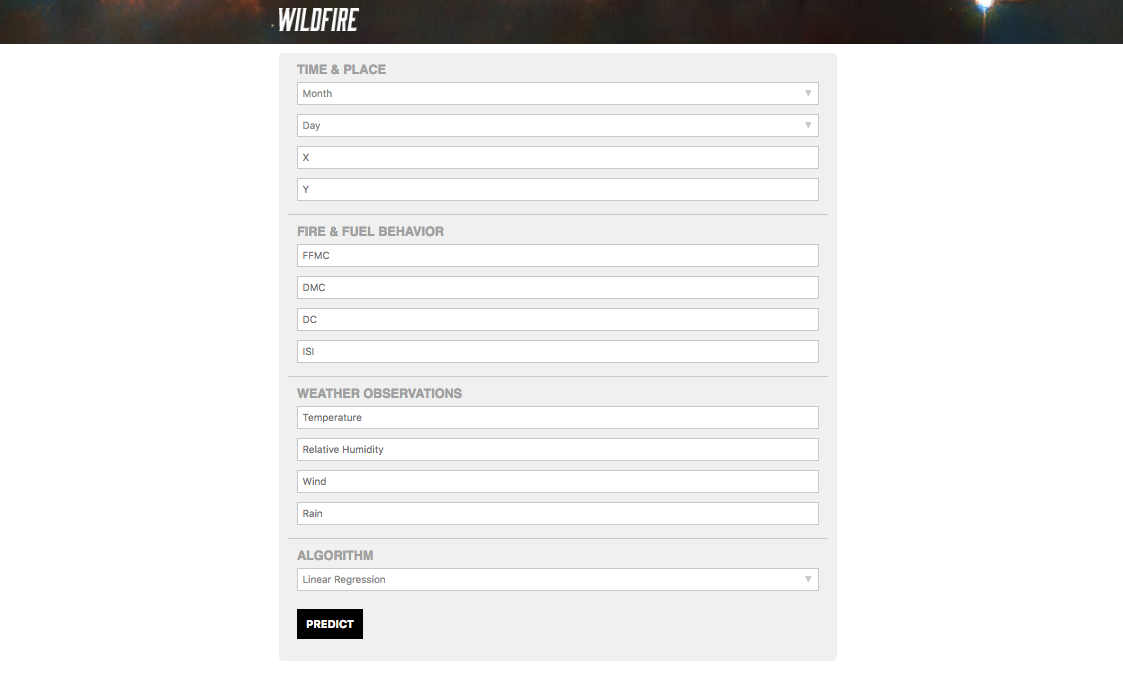 WILDFIRE
TIME & PLACE
Month
Day
X
Y
FIRE & FUEL BEHAVIOR
FFMC
DMC
DC
ISI
WEATHER OBSERVATIONS
Temperature
Relative Humidity
Wind
Rain
ALGORITHM
Linear Regression
PREDICT